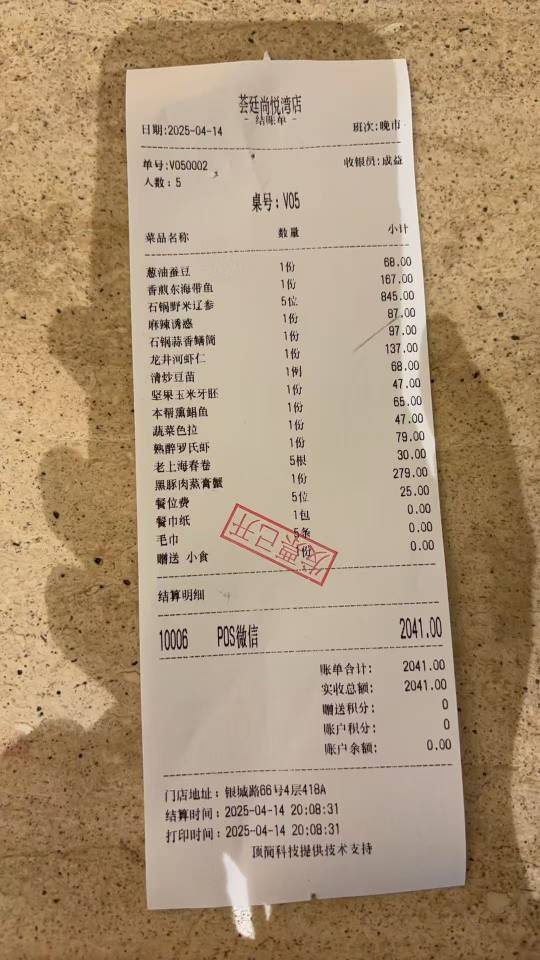 荟廷尚悦湾店
- 结账单 -
日期:2025-04-14 班次:晚市
单号:V050002 收银员:成益
人数:5
桌号:V05
菜品名称 数量 小计
葱油蚕豆 1份 68.00
香煎东海带鱼 1份 167.00
石锅野米辽参 5位 845.00
麻辣诱惑 1份 87.00
石锅蒜香鳝筒 1份 97.00
龙井河虾仁 1份 137.00
清炒豆苗 1例 68.00
坚果玉米牙胚 1份 47.00
本帮熏鲳鱼 1份 65.00
蔬菜色拉 1份 47.00
熟醉罗氏虾 1份 79.00
老上海春卷 5根 30.00
黑豚肉蒸膏蟹 1份 279.00
餐位费 5位 25.00
餐巾纸 1包 0.00
毛巾 5条 0.00
赠送 小食 1份 0.00
发票已开
结算明细
10006 POS微信 2041.00
账单合计: 2041.00
实收总额: 2041.00
赠送积分: 0
账户积分: 0
账户余额: 0.00
门店地址: 银城路66号4层418A
结算时间: 2025-04-14 20:08:31
打印时间: 2025-04-14 20:08:31
顶简科技提供技术支持